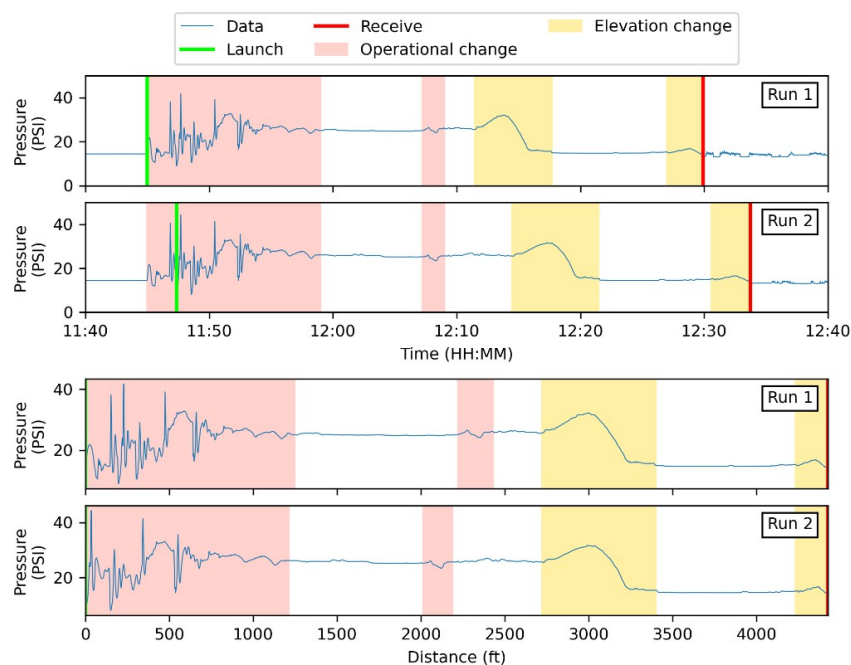 Data
Receive
Elevation change
Launch
Operational change
Pressure
(PSI)
40
20
0
Run 1
Pressure
(PSI)
40
20
0
Run 2
11:40
11:50
12:00
12:10
12:20
12:30
12:40
Time (HH:MM)
Pressure
(PSI)
40
20
Run 1
Pressure
(PSI)
40
20
Run 2
0
500
1000
1500
2000
2500
3000
3500
4000
Distance (ft)